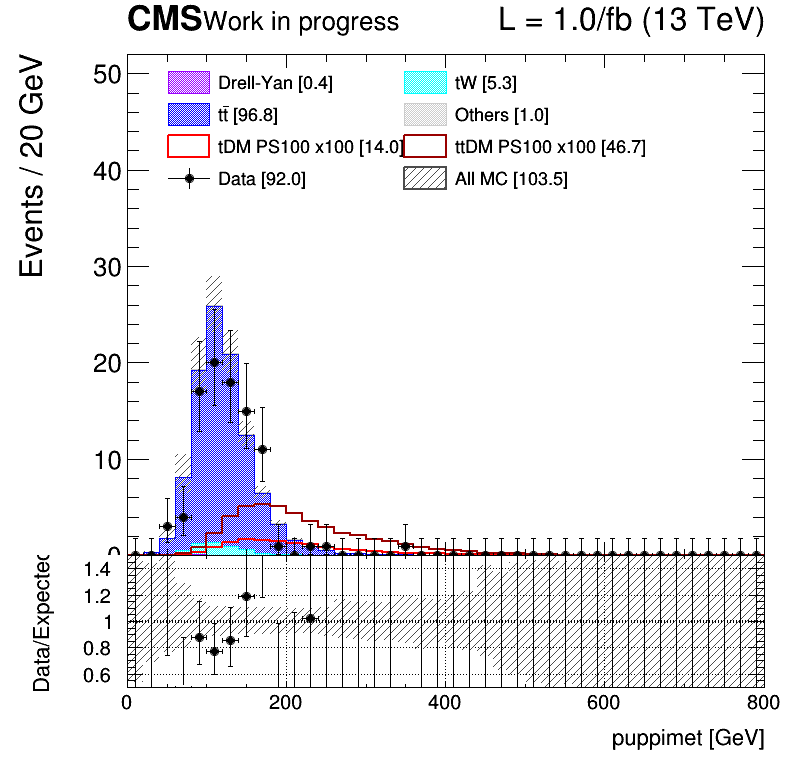 CMS Work in progress L = 1.0/fb (13 TeV)
Events / 20 GeV
50
40
30
20
10
0
Drell-Yan [0.4] tW [5.3]
tt̄ [96.8] Others [1.0]
tDM PS100 x100 [14.0] ttDM PS100 x100 [46.7]
Data [92.0] All MC [103.5]
Data/Expected
1.4
1.2
1
0.8
0.6
0 200 400 600 800
puppimet [GeV]